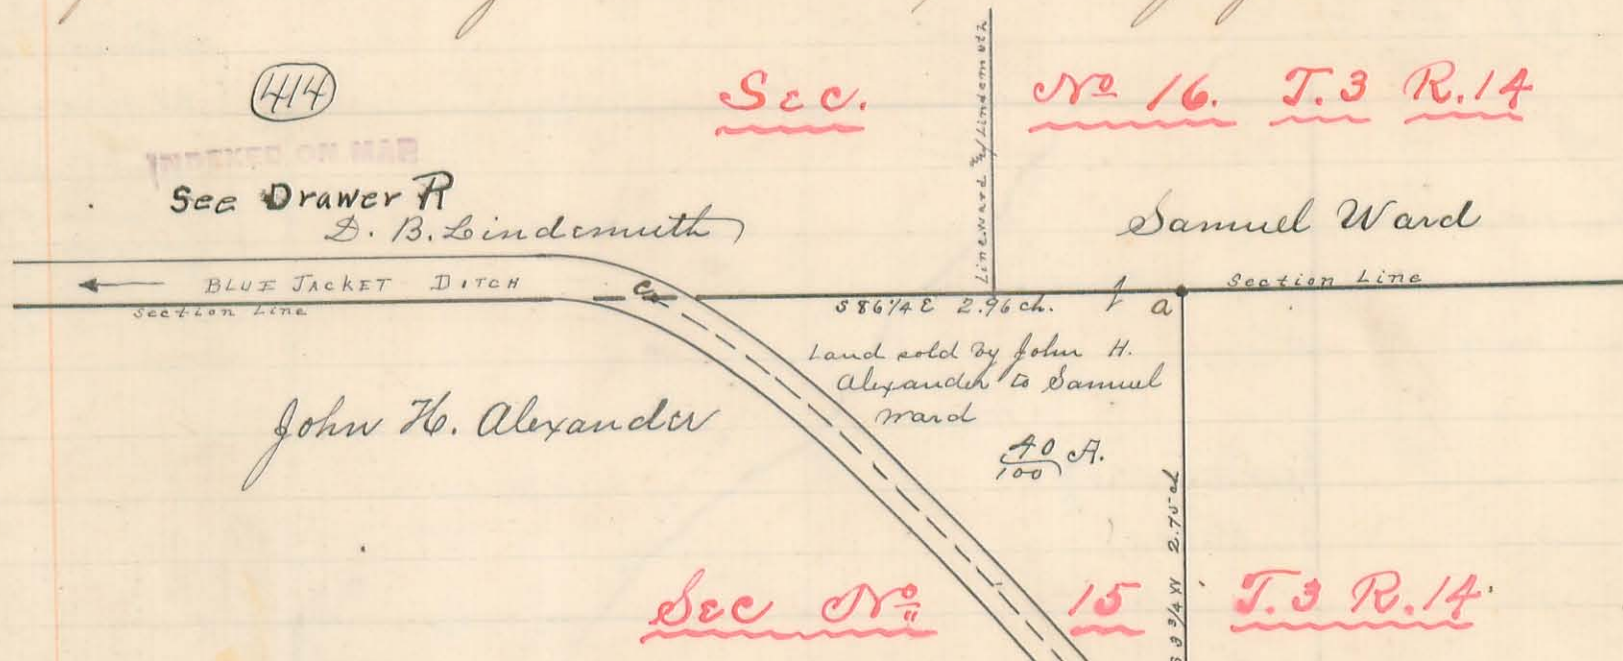 414
Sec. No 16. T.3 R.14
INDEXED ON MAP
See Drawer R
D. B. Lindemuth
Samuel Ward
Line Ward & Lindemuth
BLUE JACKET DITCH
Section Line
c
S 86 1/4 E 2.96 ch.
a
Section Line
Land sold by John H.
Alexander to Samuel
Ward
40/100 A.
John H. Alexander
S 3 3/4 W 2.75 ch
Sec No 15 T.3 R.14